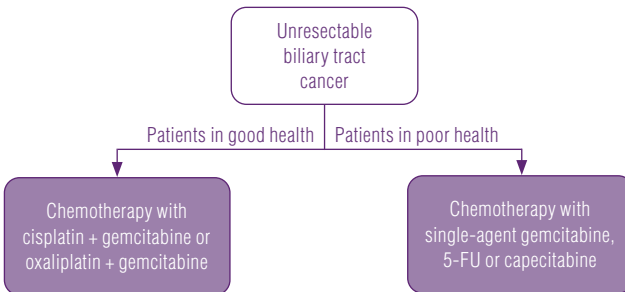 Unresectable
biliary tract
cancer
Patients in good health
Patients in poor health
Chemotherapy with
cisplatin + gemcitabine or
oxaliplatin + gemcitabine
Chemotherapy with
single-agent gemcitabine,
5-FU or capecitabine